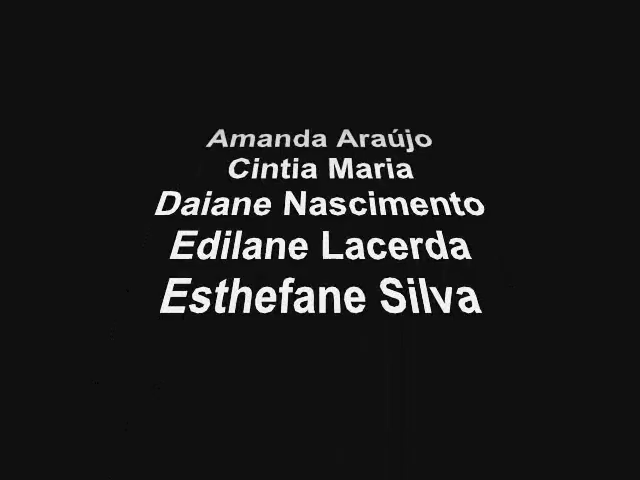 Amanda Araújo
Cintia Maria
Daiane Nascimento
Edilane Lacerda
Esthefane Silva